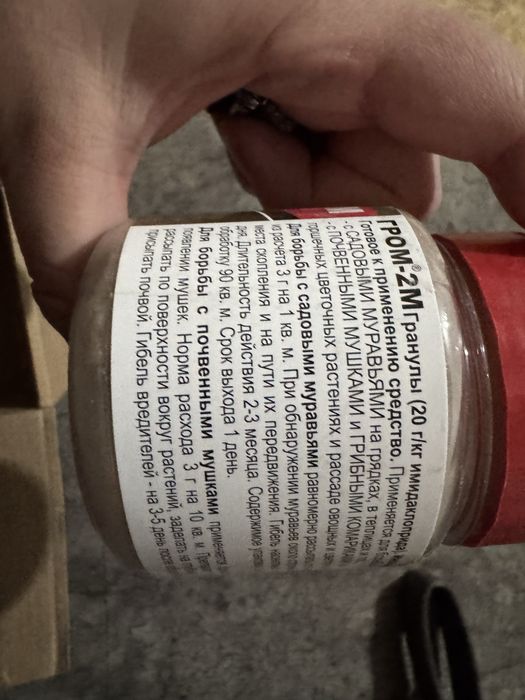 ГРОМ®-2М гранулы (20 г/кг имидаклоприда
Готовое к применению средство. Применяется для
- с САДОВЫМИ МУРАВЬЯМИ на грядках, в теплицах
- с ПОЧВЕННЫМИ МУШКАМИ и ГРИБНЫМИ КОМАРИКАМИ
горшечных цветочных растениях и рассаде овощных и
Для борьбы с садовыми муравьями равномерно
из расчета 3 г на 1 кв. м. При обнаружении муравьев
места скопления и на пути их передвижения. Гибель
дня. Длительность действия 2-3 месяца. Содержимое
обработку 90 кв. м. Срок выхода 1 день.
Для борьбы с почвенными мушками применяется
появлении мушек. Норма расхода 3 г на 10 кв. м.
рассыпать по поверхности вокруг растений, заделать на
присыпать почвой. Гибель вредителей - на 3-5 день после